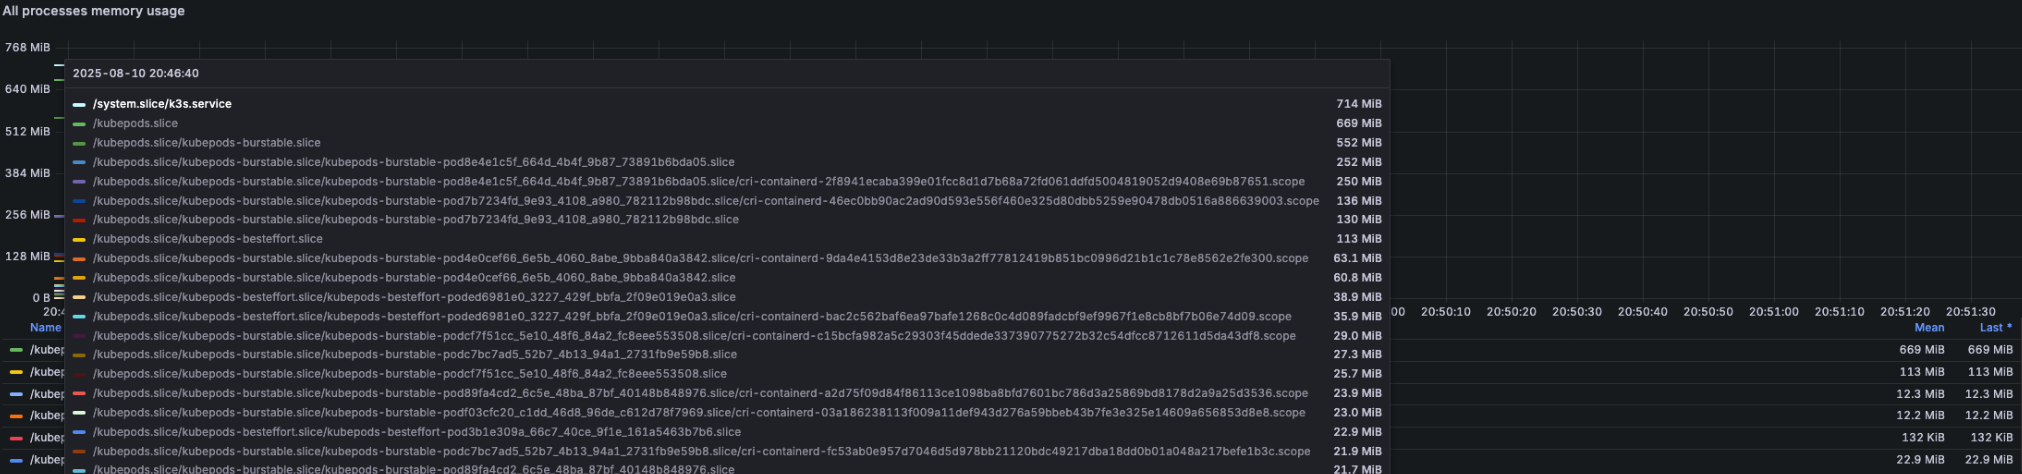 All processes memory usage
768 MiB
640 MiB
512 MiB
384 MiB
256 MiB
128 MiB
0 B
2025-08-10 20:46:40
/system.slice/k3s.service 714 MiB
/kubepods.slice 669 MiB
/kubepods.slice/kubepods-burstable.slice 552 MiB
/kubepods.slice/kubepods-burstable.slice/kubepods-burstable-pod8e4e1c5f_664d_4b4f_9b87_73891b6bda05.slice 252 MiB
/kubepods.slice/kubepods-burstable.slice/kubepods-burstable-pod8e4e1c5f_664d_4b4f_9b87_73891b6bda05.slice/cri-containerd-2f8941ecaba399e01fcc8d1d7b68a72fd061ddfd5004819052d9408e69b87651.scope 250 MiB
/kubepods.slice/kubepods-burstable.slice/kubepods-burstable-pod7b7234fd_9e93_4108_a980_782112b98bdc.slice/cri-containerd-46ec0bb90ac2ad90d593e556f460e325d80dbb5259e90478db0516a886639003.scope 136 MiB
/kubepods.slice/kubepods-burstable.slice/kubepods-burstable-pod7b7234fd_9e93_4108_a980_782112b98bdc.slice 130 MiB
/kubepods.slice/kubepods-besteffort.slice 113 MiB
/kubepods.slice/kubepods-burstable.slice/kubepods-burstable-pod4e0cef66_6e5b_4060_8abe_9bba840a3842.slice/cri-containerd-9da4e4153d8e23de33b3a2ff77812419b851bc0996d21b1c1c78e8562e2fe300.scope 63.1 MiB
/kubepods.slice/kubepods-burstable.slice/kubepods-burstable-pod4e0cef66_6e5b_4060_8abe_9bba840a3842.slice 60.8 MiB
/kubepods.slice/kubepods-besteffort.slice/kubepods-besteffort-poded6981e0_3227_429f_bbfa_2f09e019e0a3.slice 38.9 MiB
/kubepods.slice/kubepods-besteffort.slice/kubepods-besteffort-poded6981e0_3227_429f_bbfa_2f09e019e0a3.slice/cri-containerd-bac2c562baf6ea97bafe1268c0c4d089fadcbf9ef9967f1e8cb8bf7b06e74d09.scope 35.9 MiB
/kubepods.slice/kubepods-burstable.slice/kubepods-burstable-podcf7f51cc_5e10_48f6_84a2_fc8eee553508.slice/cri-containerd-c15bcfa982a5c29303f45ddede337390775272b32c54dfcc8712611d5da43df8.scope 29.0 MiB
/kubepods.slice/kubepods-burstable.slice/kubepods-burstable-podc7bc7ad5_52b7_4b13_94a1_2731fb9e59b8.slice 27.3 MiB
/kubepods.slice/kubepods-burstable.slice/kubepods-burstable-podcf7f51cc_5e10_48f6_84a2_fc8eee553508.slice 25.7 MiB
/kubepods.slice/kubepods-burstable.slice/kubepods-burstable-pod89fa4cd2_6c5e_48ba_87bf_40148b848976.slice/cri-containerd-a2d75f09d84f86113ce1098ba8bfd7601bc786d3a25869bd8178d2a9a25d3536.scope 23.9 MiB
/kubepods.slice/kubepods-burstable.slice/kubepods-burstable-podf03cfc20_c1dd_46d8_96de_c612d78f7969.slice/cri-containerd-03a186238113f009a11def943d276a59bbeb43b7fe3e325e14609a656853d8e8.scope 23.0 MiB
/kubepods.slice/kubepods-besteffort.slice/kubepods-besteffort-pod3b1e309a_66c7_40ce_9f1e_161a5463b7b6.slice 22.9 MiB
/kubepods.slice/kubepods-burstable.slice/kubepods-burstable-podc7bc7ad5_52b7_4b13_94a1_2731fb9e59b8.slice/cri-containerd-fc53ab0e957d7046d5d978bb21120bdc49217dba18dd0b01a048a217befe1b3c.scope 21.9 MiB
/kubepods.slice/kubepods-burstable.slice/kubepods-burstable-pod89fa4cd2_6c5e_48ba_87bf_40148b848976.slice 21.7 MiB
20:4 00 20:50:10 20:50:20 20:50:30 20:50:40 20:50:50 20:51:00 20:51:10 20:51:20 20:51:30
Name Mean Last *
/kubep 669 MiB 669 MiB
/kubep 113 MiB 113 MiB
/kubep 12.3 MiB 12.3 MiB
/kubep 12.2 MiB 12.2 MiB
/kubep 132 KiB 132 KiB
/kubep 22.9 MiB 22.9 MiB